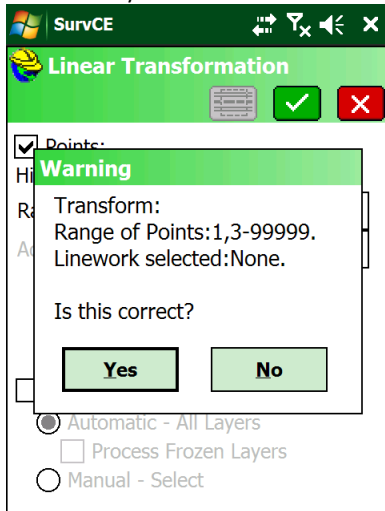 SurvCE
Linear Transformation
Points:
Hi
Warning
Transform:
Range of Points:1,3-99999.
Linework selected:None.
Is this correct?
Yes
No
Automatic - All Layers
Process Frozen Layers
Manual - Select